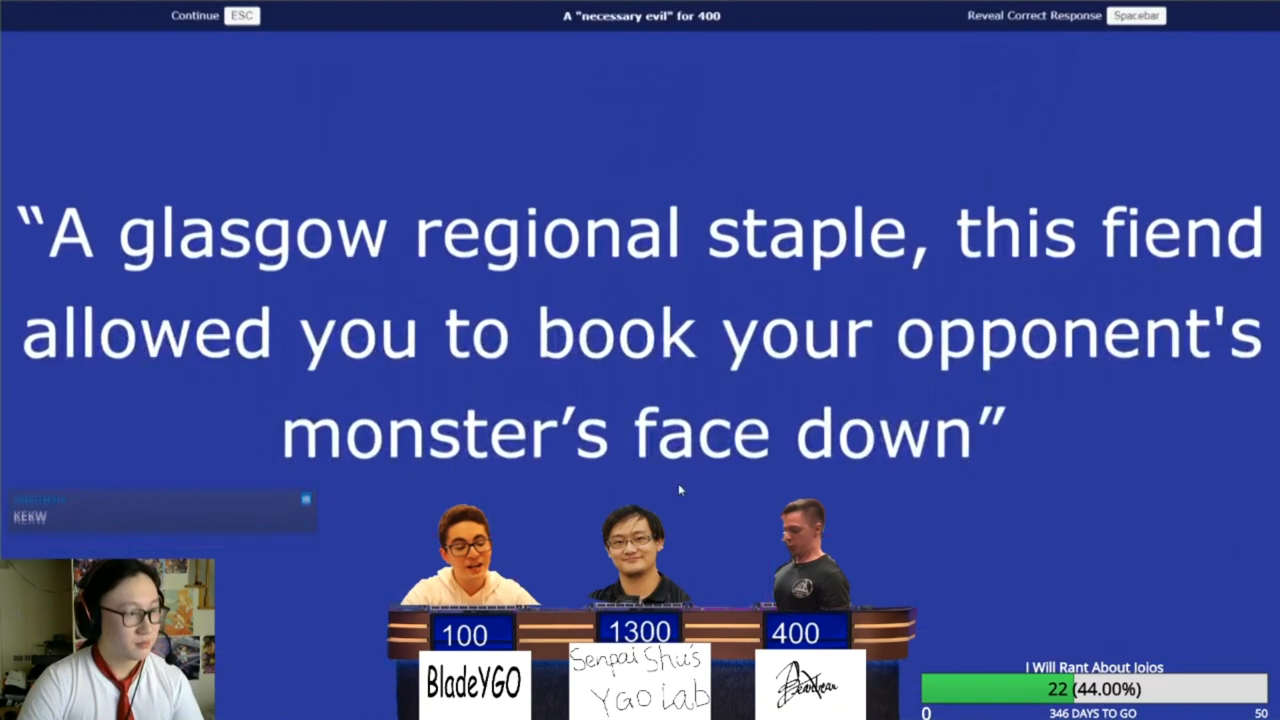 Continue ESC
A "necessary evil" for 400
Reveal Correct Response Spacebar
“A glasgow regional staple, this fiend
allowed you to book your opponent's
monster’s face down”
KEKW
100
1300
400
BladeYGO
Senpai Shu's
YGO Lab
I Will Rant About Jojos
22 (44.00%)
0
346 DAYS TO GO
50